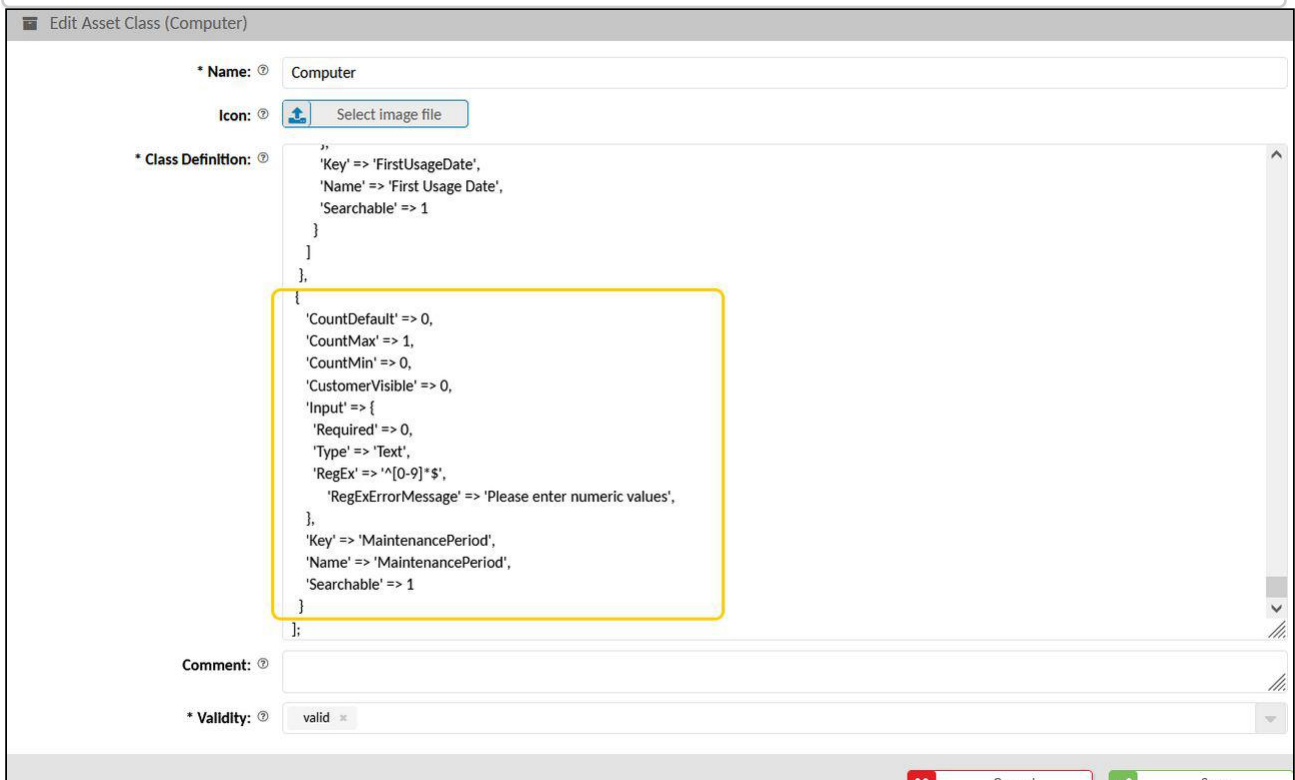 Edit Asset Class (Computer)
* Name:
Computer
Icon:
Select image file
* Class Definition:
},
'Key' => 'FirstUsageDate',
'Name' => 'First Usage Date',
'Searchable' => 1
}
]
},
{
'CountDefault' => 0,
'CountMax' => 1,
'CountMin' => 0,
'CustomerVisible' => 0,
'Input' => {
'Required' => 0,
'Type' => 'Text',
'RegEx' => '^[0-9]*$',
'RegExErrorMessage' => 'Please enter numeric values',
},
'Key' => 'MaintenancePeriod',
'Name' => 'MaintenancePeriod',
'Searchable' => 1
}
];
Comment:
* Validity:
valid ×